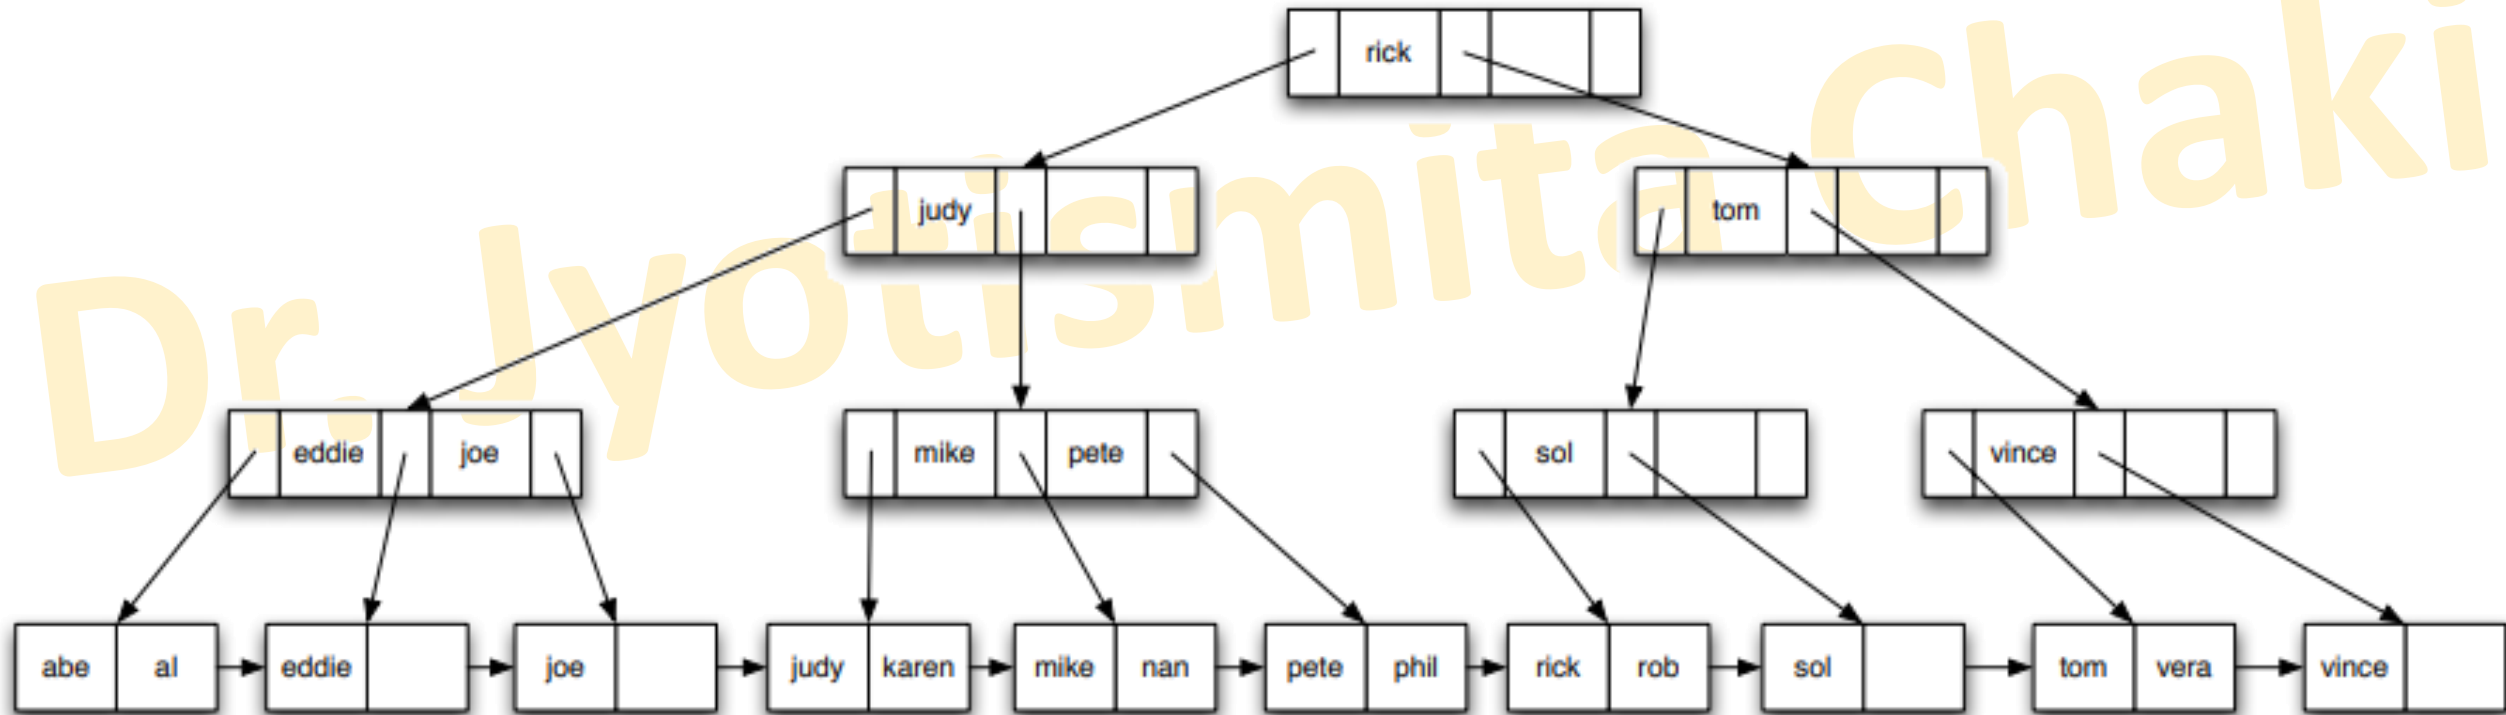 Dr. Jyotismita Chaki
rick
judy tom
eddie joe mike pete sol vince
abe al eddie joe judy karen mike nan pete phil rick rob sol tom vera vince